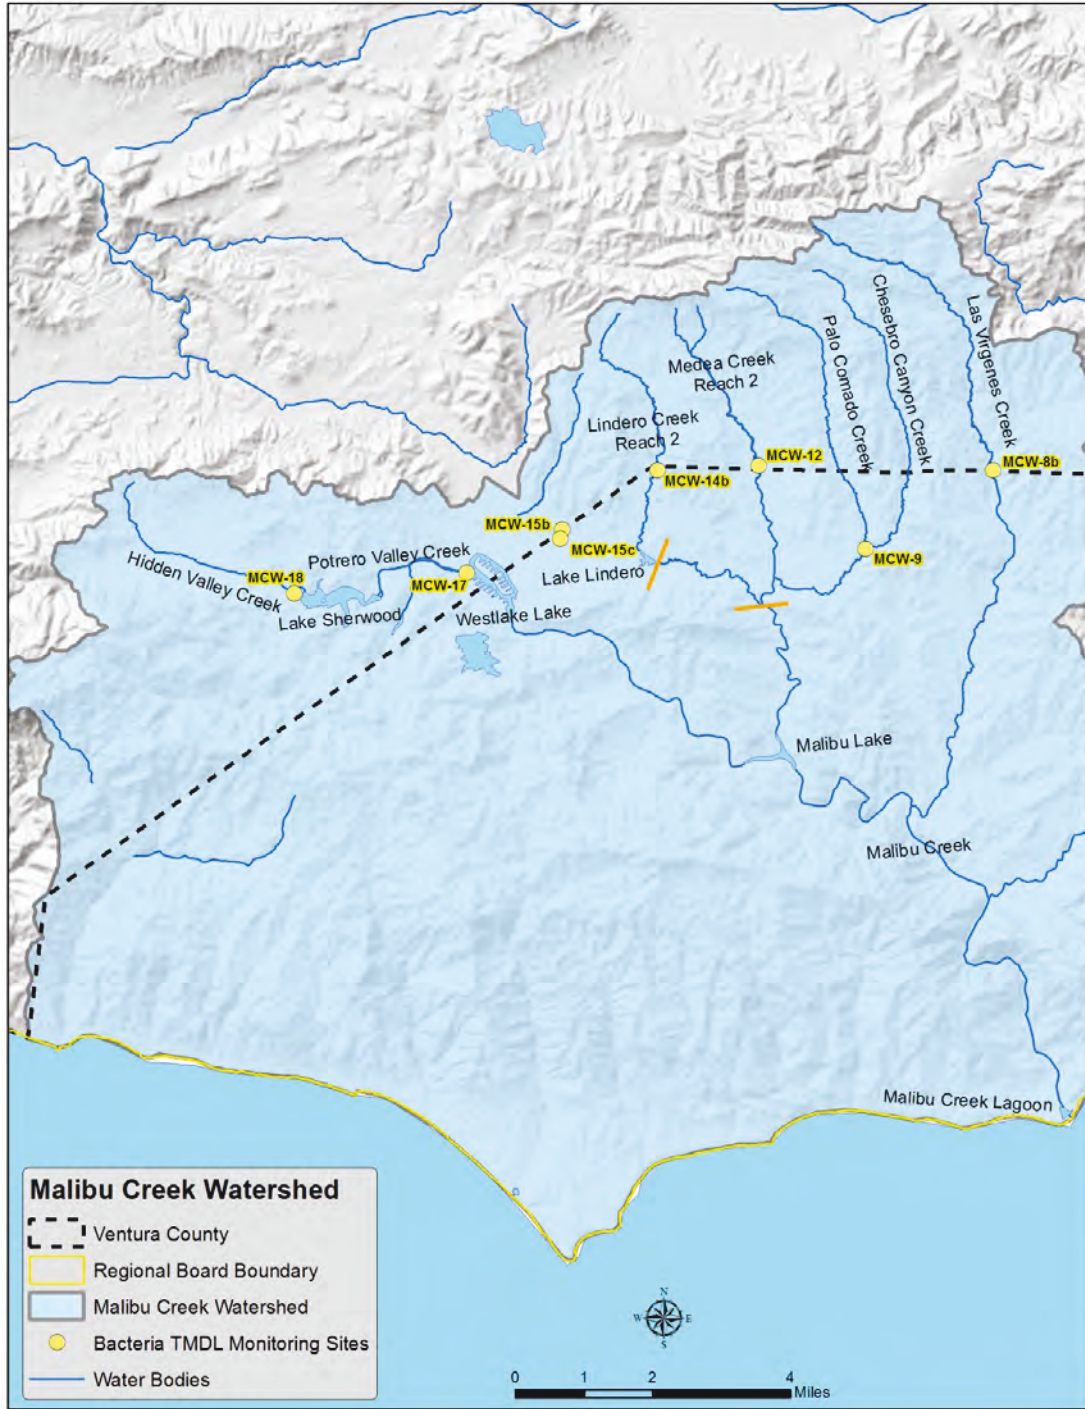 Medea Creek
Reach 2
Palo Comado Creek
Chesebro Canyon Creek
Las Virgenes Creek
Lindero Creek
Reach 2
MCW-12
MCW-8b
MCW-14b
MCW-15b
MCW-15c
MCW-9
Potrero Valley Creek
Hidden Valley Creek
MCW-18
MCW-17
Lake Lindero
Lake Sherwood
Westlake Lake
Malibu Lake
Malibu Creek
Malibu Creek Lagoon
Malibu Creek Watershed
Ventura County
Regional Board Boundary
Malibu Creek Watershed
Bacteria TMDL Monitoring Sites
Water Bodies
N
W E
S
0 1 2 4
Miles